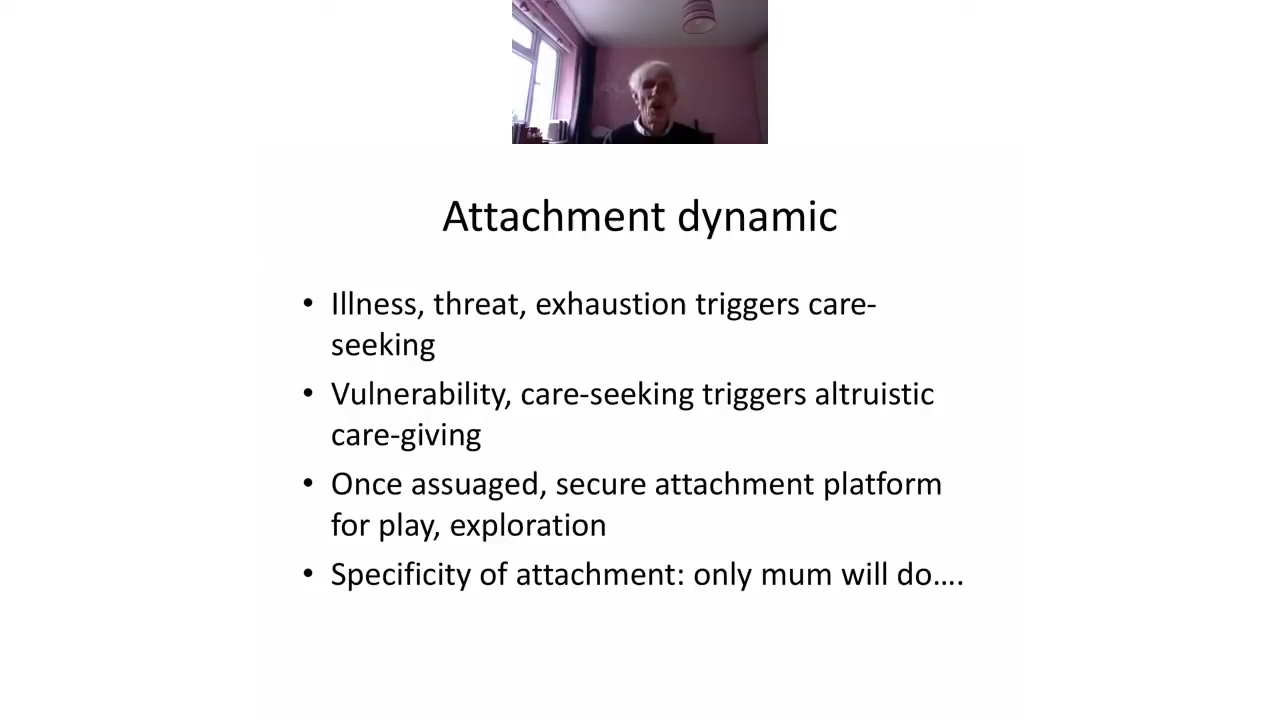 Attachment dynamic
• Illness, threat, exhaustion triggers care-
seeking
• Vulnerability, care-seeking triggers altruistic
care-giving
• Once assuaged, secure attachment platform
for play, exploration
• Specificity of attachment: only mum will do....